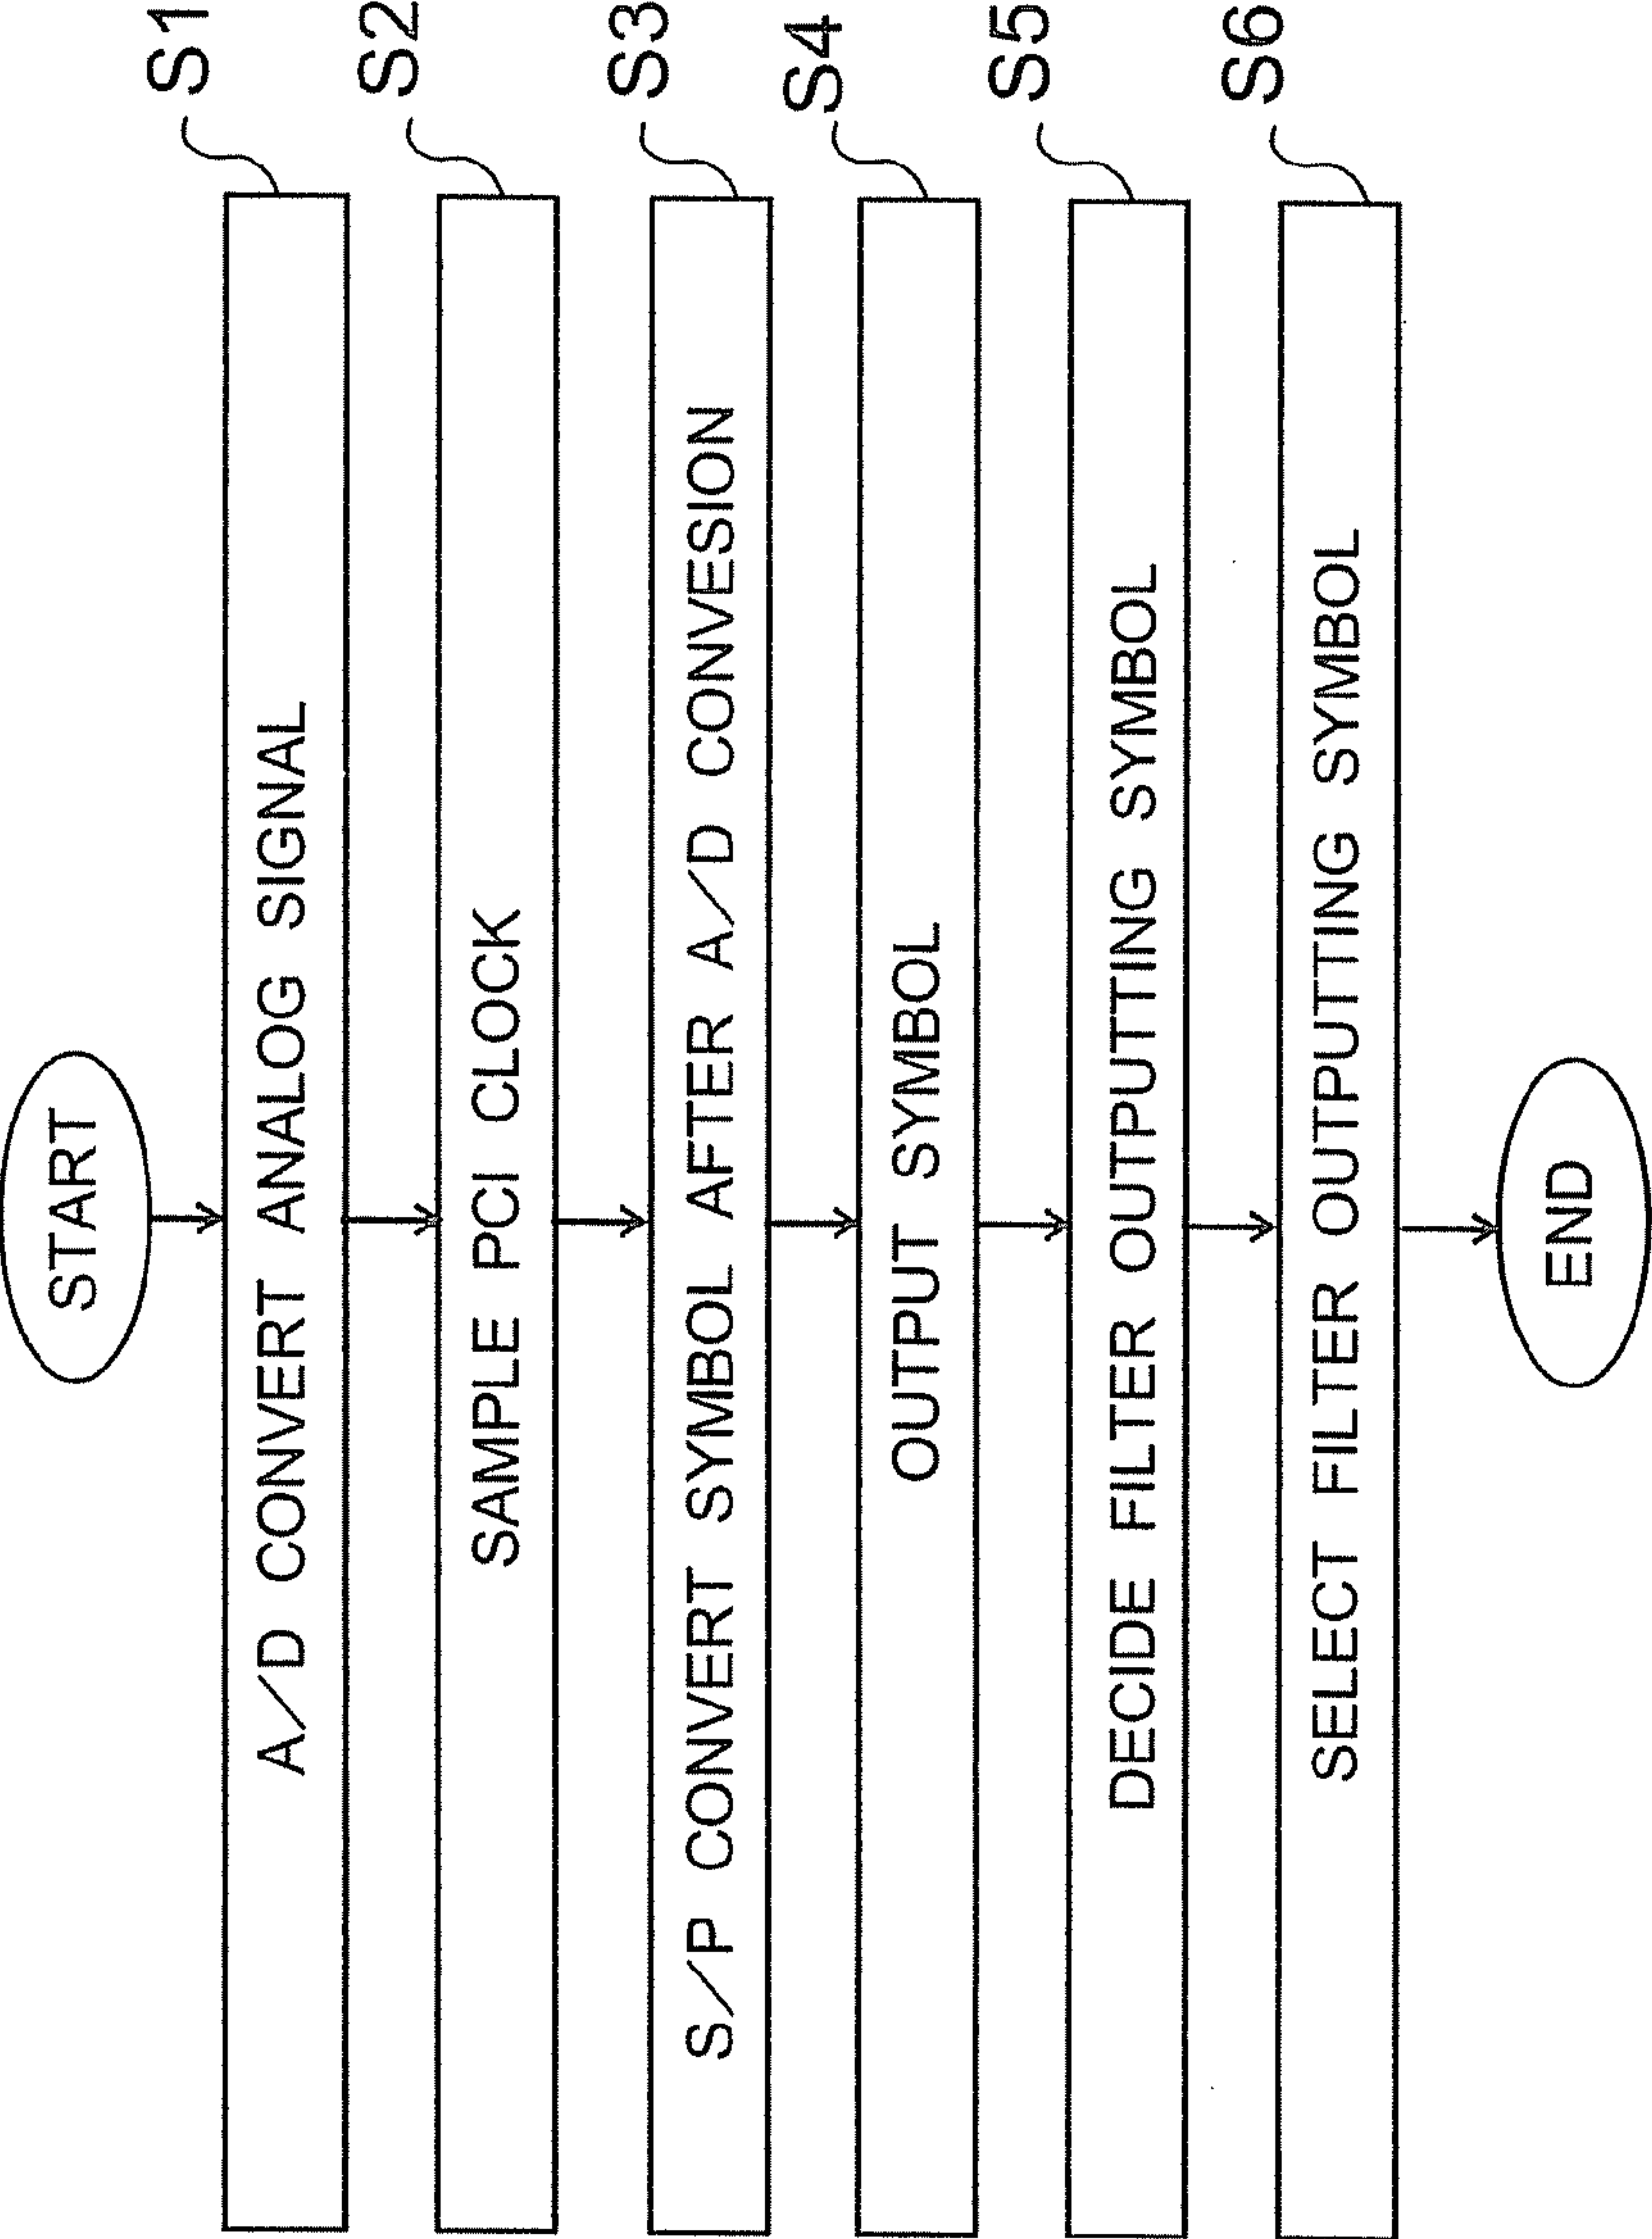 START
S1
A/D CONVERT ANALOG SIGNAL
S2
SAMPLE PCI CLOCK
S3
S/P CONVERT SYMBOL AFTER A/D CONVESION
S4
OUTPUT SYMBOL
S5
DECIDE FILTER OUTPUTTING SYMBOL
S6
SELECT FILTER OUTPUTING SYMBOL
END